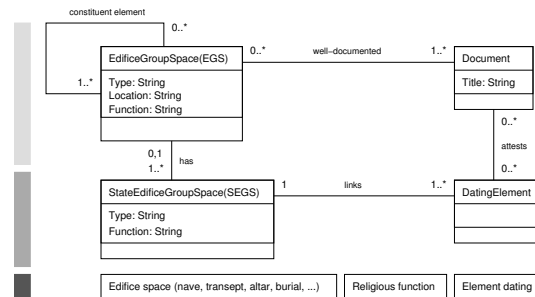 constituent element
0..*
EdificeGroupSpace(EGS)
0..*
well-documented
1..*
Document
1..*
Type: String
Location: String
Function: String
Title: String
0..*
0,1
has
1..*
attests
0..*
StateEdificeGroupSpace(SEGS)
1
links
1..*
DatingElement
Type: String
Function: String
Edifice space (nave, transept, altar, burial, ...)
Religious function
Element dating